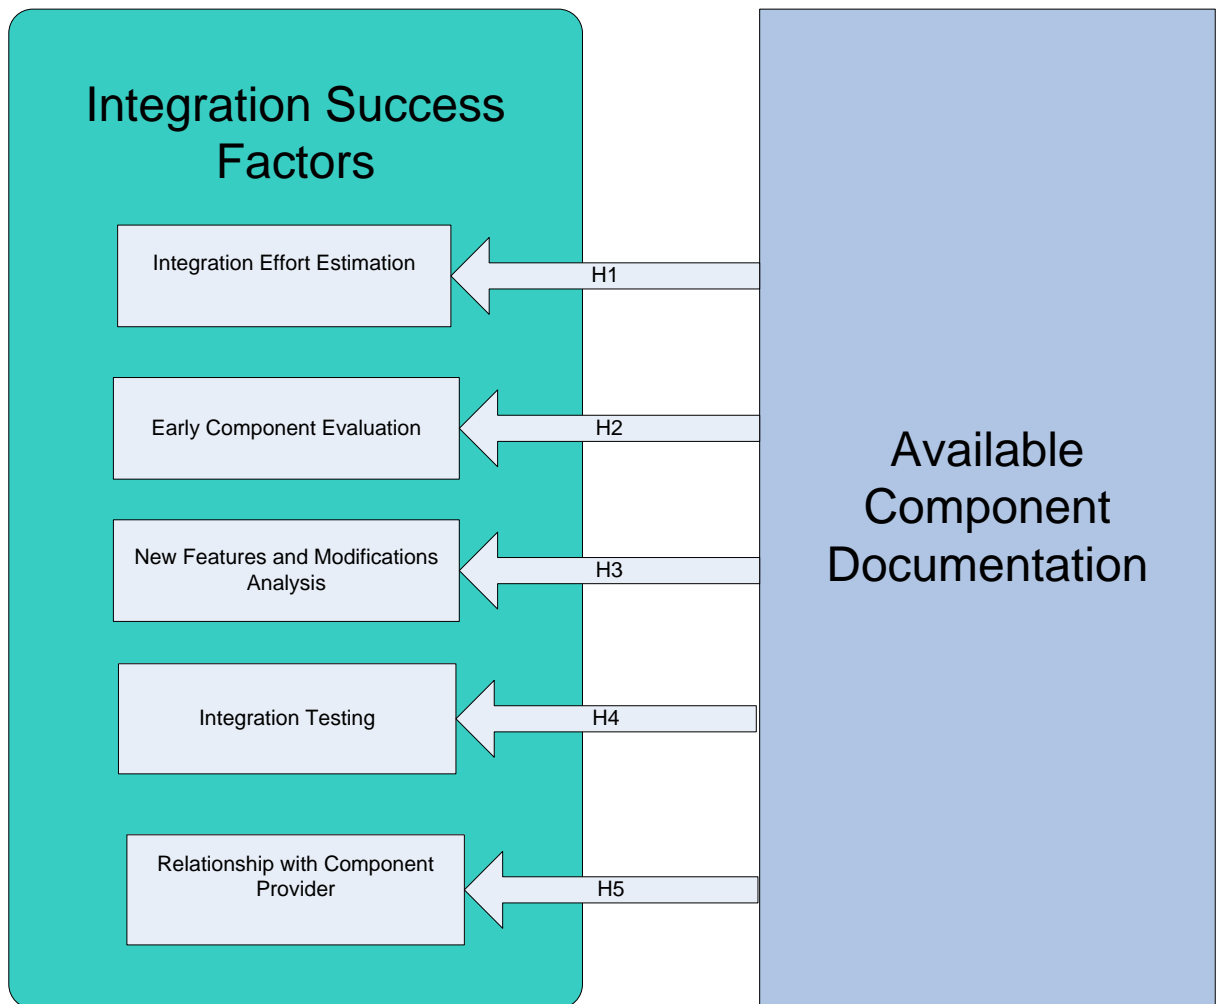 Integration Success
Factors
Integration Effort Estimation
H1
Early Component Evaluation
H2
New Features and Modifications
Analysis
H3
Integration Testing
H4
Relationship with Component
Provider
H5
Available
Component
Documentation